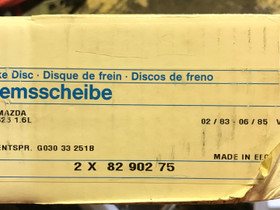 ke Disc · Disque de frein · Discos de freno
emsscheibe
MAZDA
323 1.6L 02 / 83 - 06 / 85 V
ENTSPR. G030 33 251B
MADE IN EEC
2 X 82 902 75